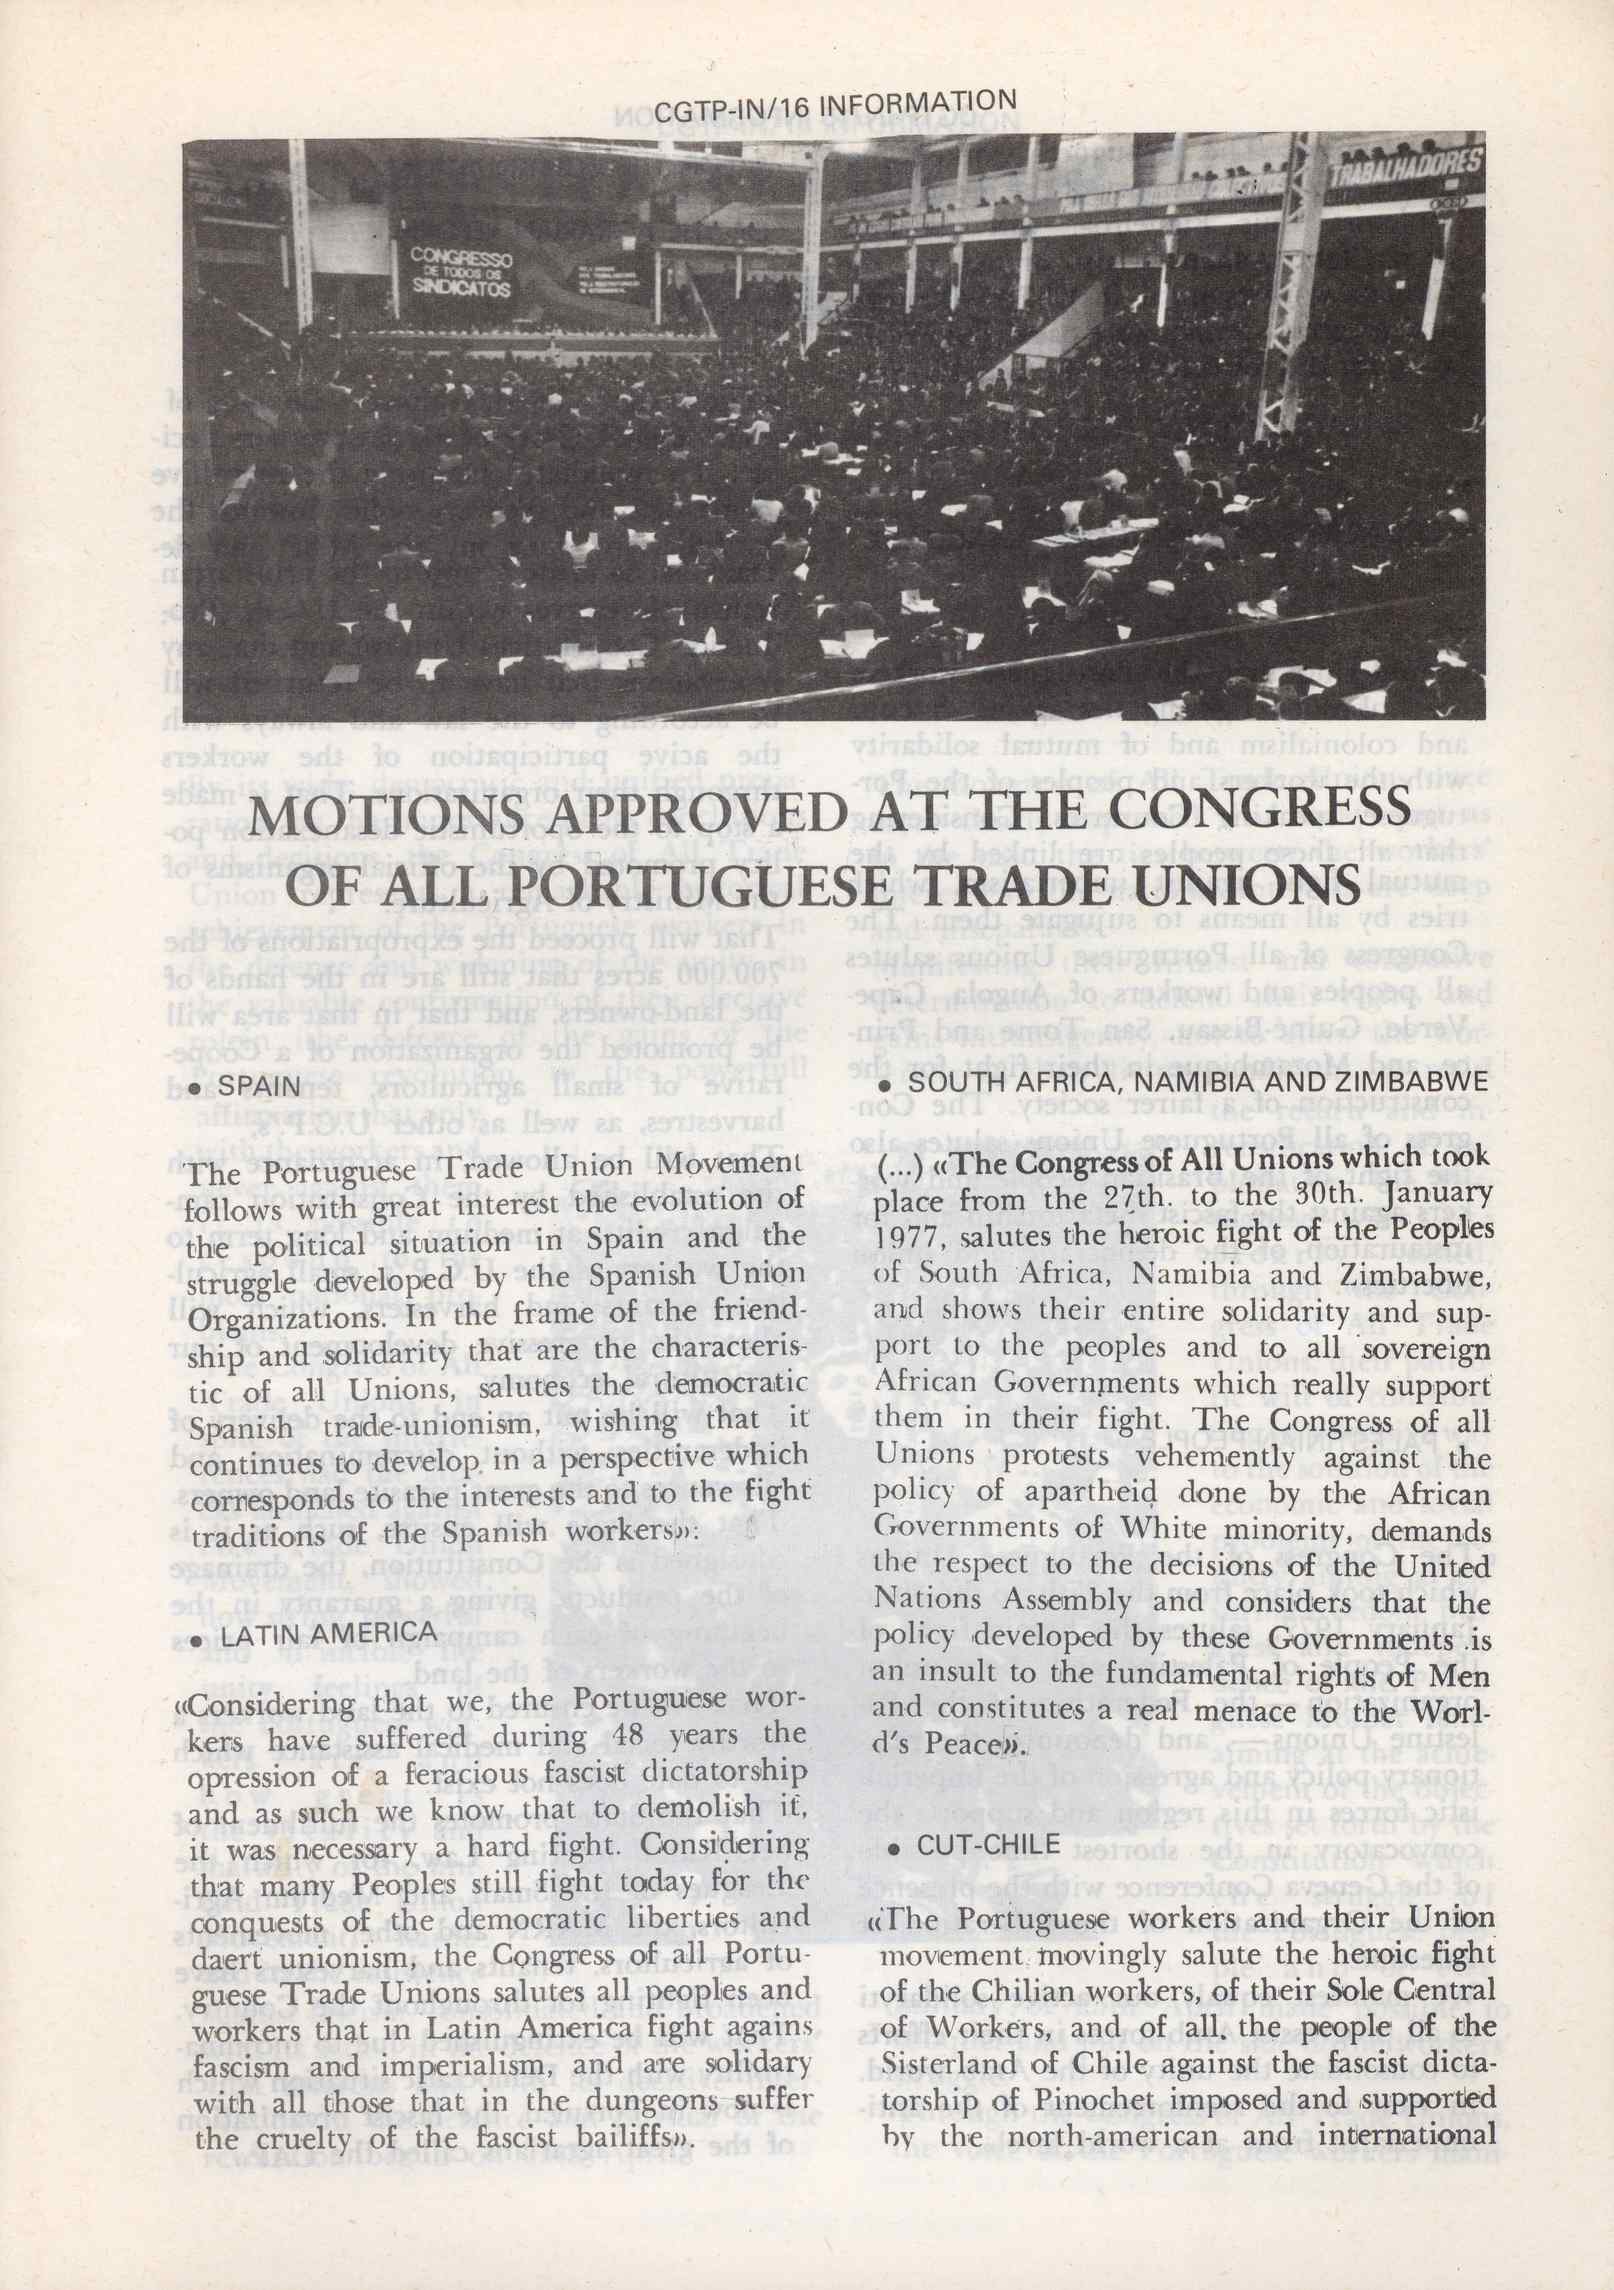 CGTP-IN/16 INFORMATION
TRABALHADORES
CONGRESSO
DE TODOS OS
SINDICATOS
MOTIONS APPROVED AT THE CONGRESS
OF ALL PORTUGUESE TRADE UNIONS
• SPAIN
The Portuguese Trade Union Movement
follows with great interest the evolution of
the political situation in Spain and the
struggle developed by the Spanish Union
Organizations. In the frame of the friend-
ship and solidarity that are the characteris-
tic of all Unions, salutes the democratic
Spanish trade-unionism, wishing that it
continues to develop in a perspective which
corresponds to the interests and to the fight
traditions of the Spanish workers»:
• LATIN AMERICA
«Considering that we, the Portuguese wor-
kers have suffered during 48 years the
opression of a feracious fascist dictatorship
and as such we know that to demolish it,
it was necessary a hard fight. Considering
that many Peoples still fight today for the
conquests of the democratic liberties and
daert unionism, the Congress of all Portu-
guese Trade Unions salutes all peoples and
workers that in Latin America fight agains
fascism and imperialism, and are solidary
with all those that in the dungeons suffer
the cruelty of the fascist bailiffs».
• SOUTH AFRICA, NAMIBIA AND ZIMBABWE
(...) «The Congress of All Unions which took
place from the 27th. to the 30th. January
1977, salutes the heroic fight of the Peoples
of South Africa, Namibia and Zimbabwe,
and shows their entire solidarity and sup-
port to the peoples and to all sovereign
African Governments which really support
them in their fight. The Congress of all
Unions protests vehemently against the
policy of apartheid done by the African
Governments of White minority, demands
the respect to the decisions of the United
Nations Assembly and considers that the
policy developed by these Governments is
an insult to the fundamental rights of Men
and constitutes a real menace to the Worl-
d's Peace».
• CUT-CHILE
«The Portuguese workers and their Union
movement movingly salute the heroic fight
of the Chilian workers, of their Sole Central
of Workers, and of all. the people of the
Sisterland of Chile against the fascist dicta-
torship of Pinochet imposed and supported
by the north-american and international